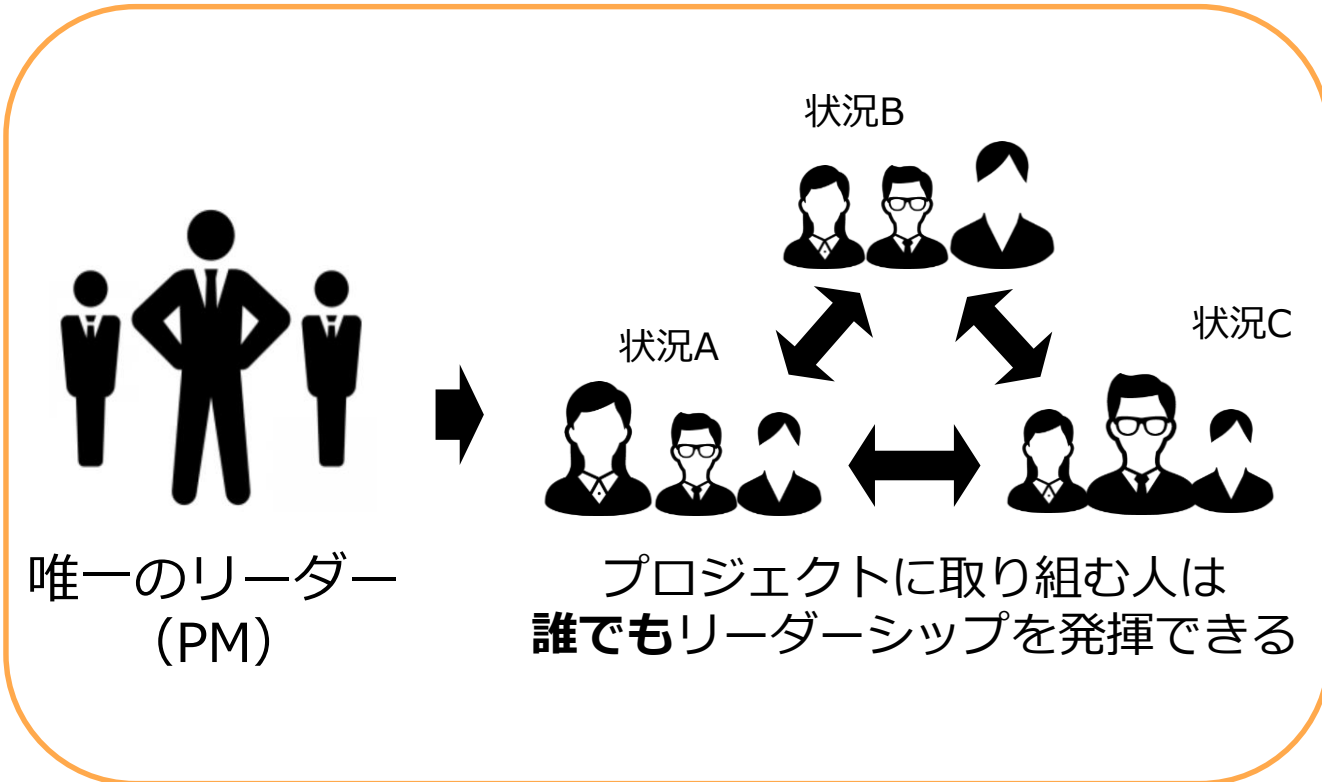 唯一のリーダー
（PM）
状況A
状況B
状況C
プロジェクトに取り組む人は
誰でもリーダーシップを発揮できる